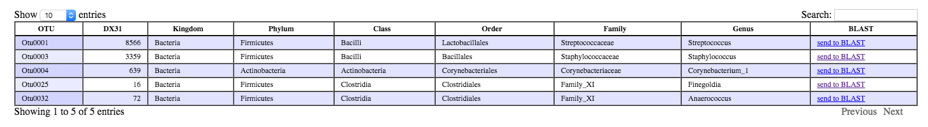 Show 10 entries Search:
OTU DX31 Kingdom Phylum Class Order Family Genus BLAST
Otu0001 8566 Bacteria Firmicutes Bacilli Lactobacillales Streptococcaceae Streptococcus send to BLAST
Otu0003 3359 Bacteria Firmicutes Bacilli Bacillales Staphylococcaceae Staphylococcus send to BLAST
Otu0004 639 Bacteria Actinobacteria Actinobacteria Corynebacteriales Corynebacteriaceae Corynebacterium_1 send to BLAST
Otu0025 16 Bacteria Firmicutes Clostridia Clostridiales Family_XI Finegoldia send to BLAST
Otu0032 72 Bacteria Firmicutes Clostridia Clostridiales Family_XI Anaerococcus send to BLAST
Showing 1 to 5 of 5 entries Previous Next